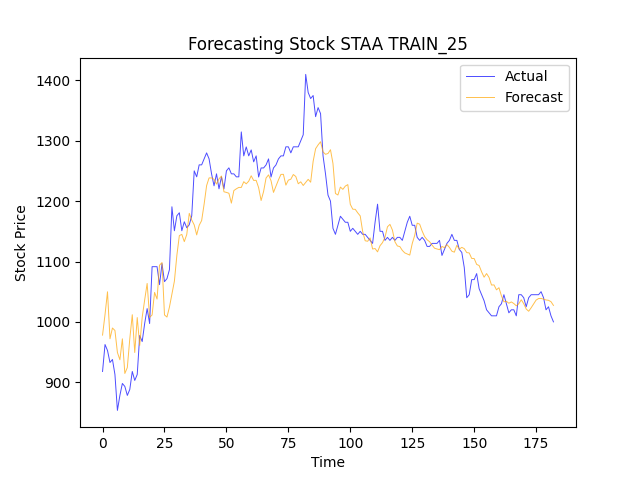 Forecasting Stock STAA TRAIN_25
Actual
Forecast
Stock Price
1400
1300
1200
1100
1000
900
0 25 50 75 100 125 150 175
Time